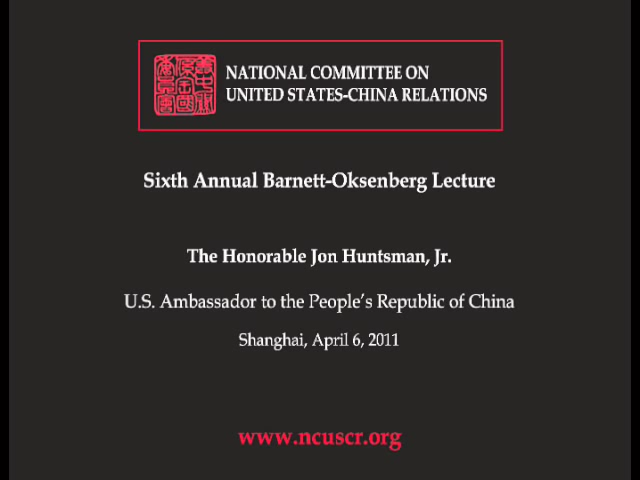 NATIONAL COMMITTEE ON
UNITED STATES-CHINA RELATIONS
Sixth Annual Barnett-Oksenberg Lecture
The Honorable Jon Huntsman, Jr.
U.S. Ambassador to the People's Republic of China
Shanghai, April 6, 2011
www.ncuscr.org